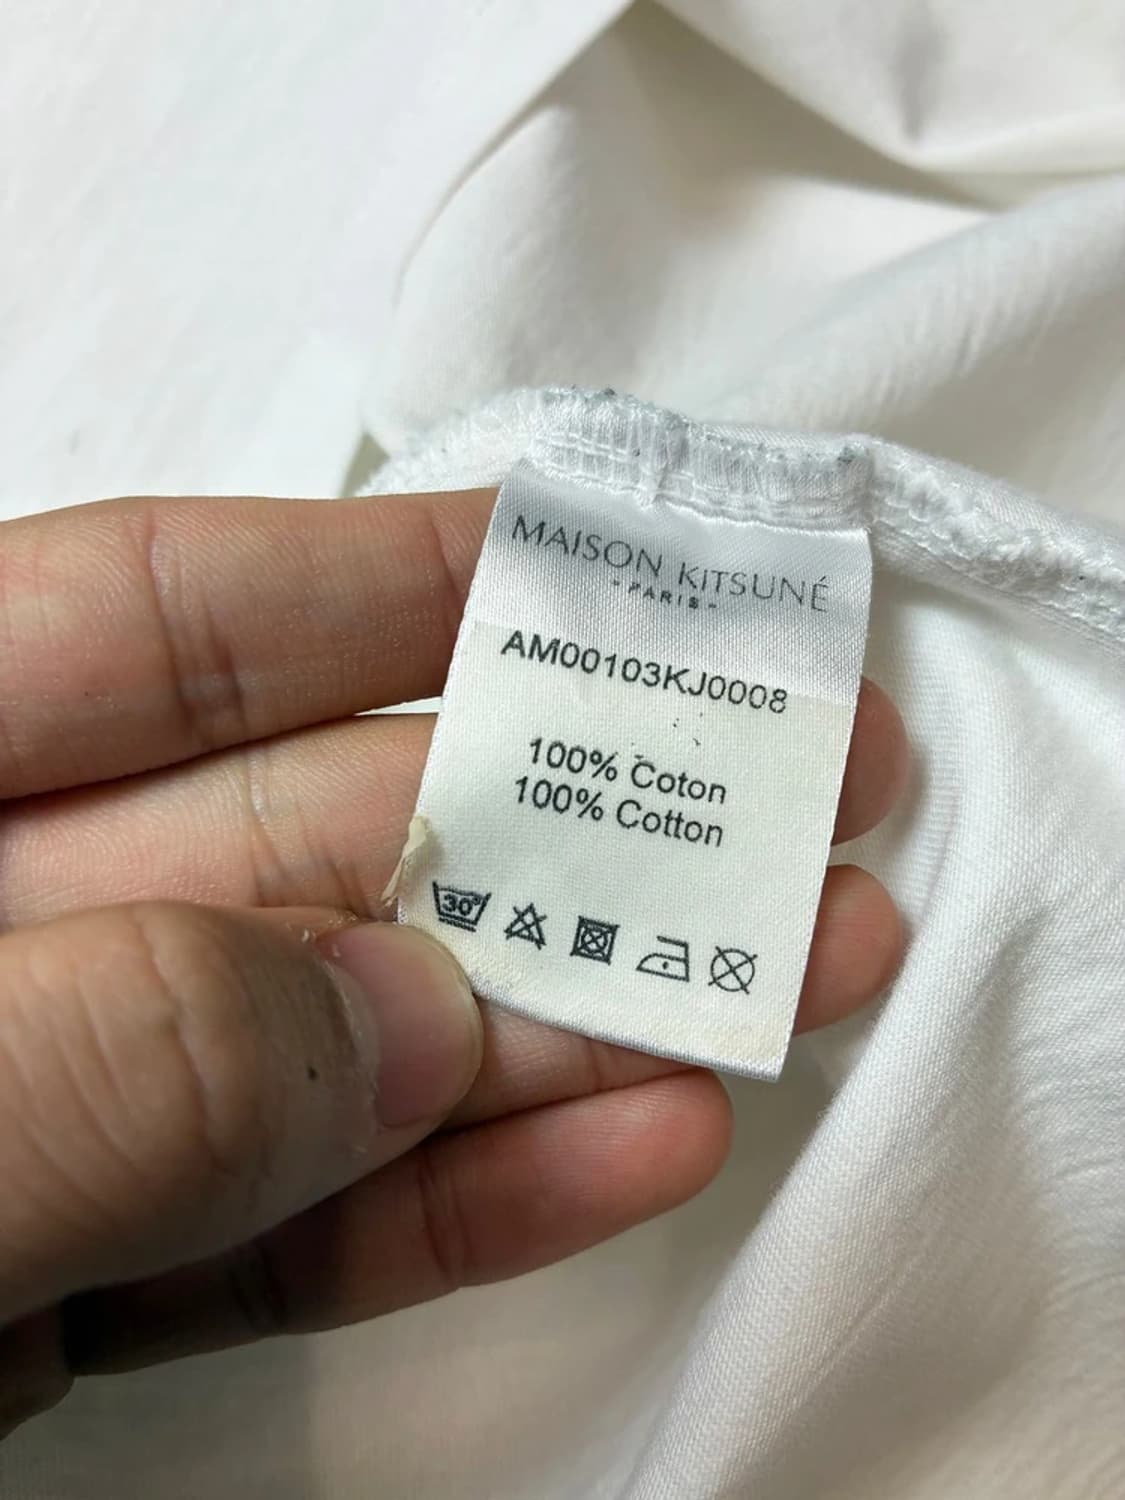 MAISON KITSUNÉ
"PARIS"
AM00103KJ0008
100% Coton
100% Cotton
30°